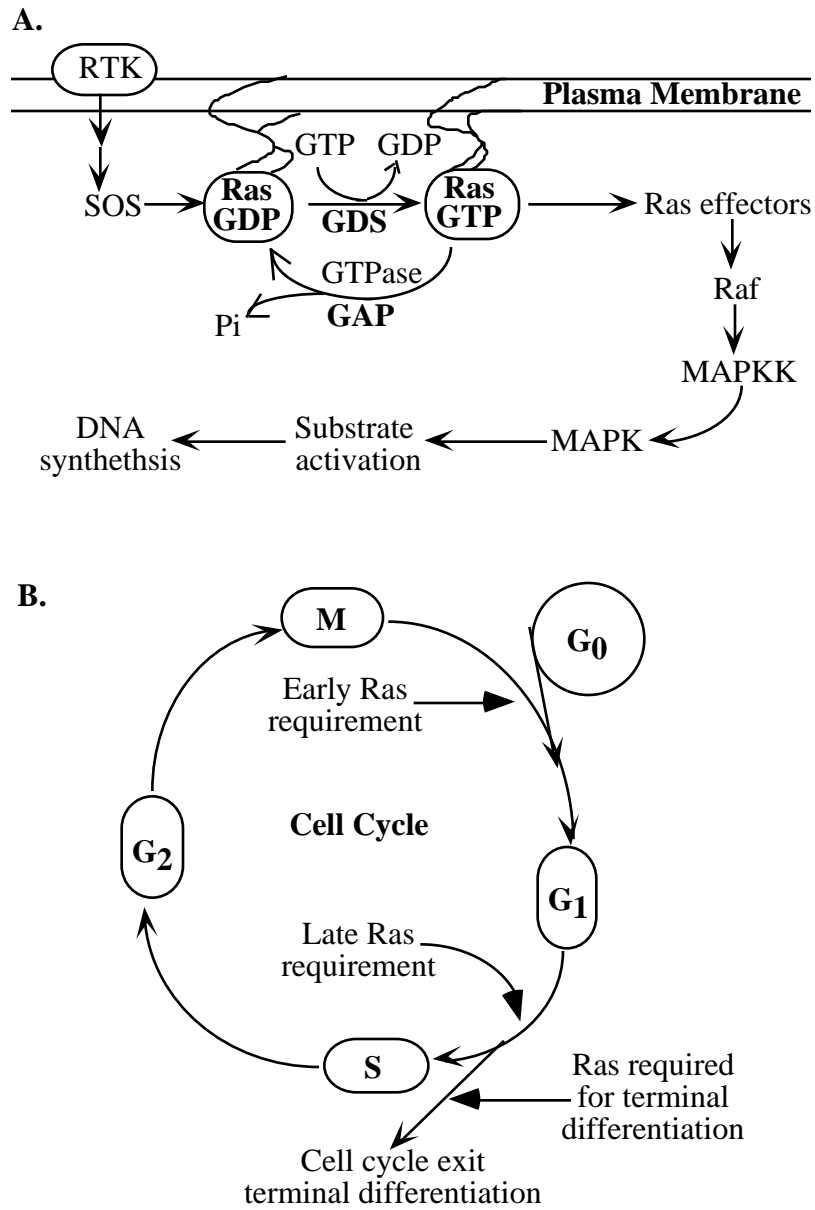 A.
RTK
Plasma Membrane
GTP
GDP
SOS
Ras
GDP
GDS
Ras
GTP
Ras effectors
GTPase
GAP
Pi
Raf
MAPKK
MAPK
Substrate
activation
DNA
synthethsis
B.
M
G0
Early Ras
requirement
Cell Cycle
G2
G1
Late Ras
requirement
S
Ras required
for terminal
differentiation
Cell cycle exit
terminal differentiation